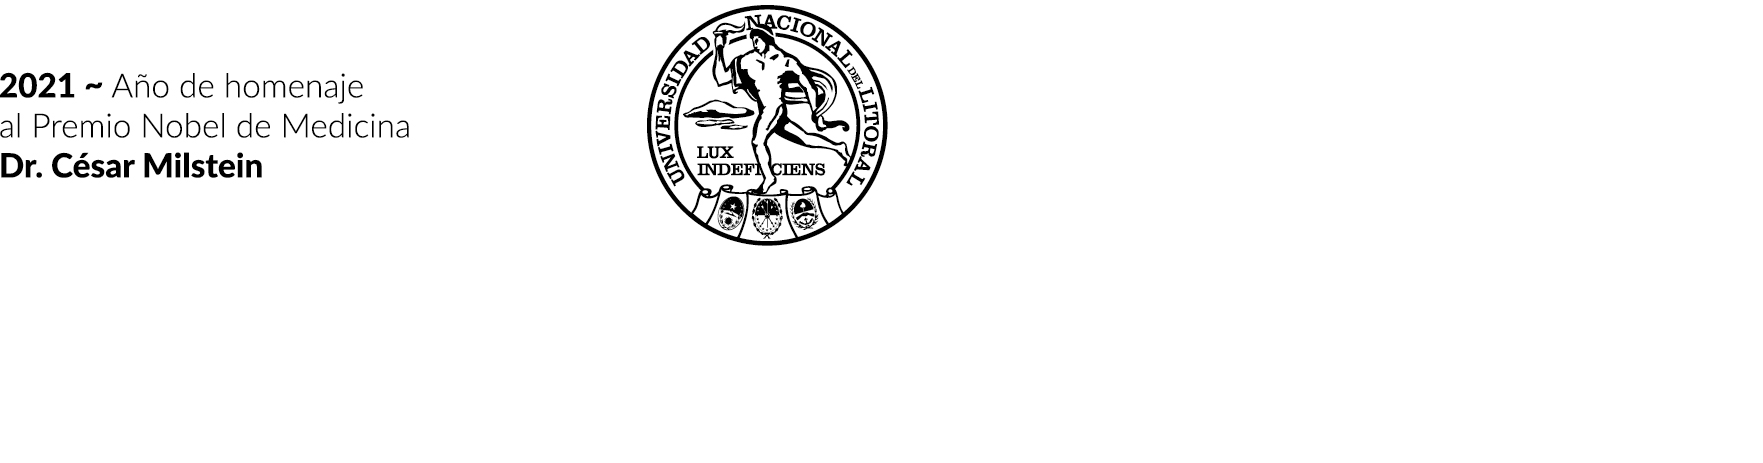 2021 ~ Año de homenaje
al Premio Nobel de Medicina
Dr. César Milstein
UNIVERSIDAD NACIONAL DEL LITORAL
LUX
INDEFICIENS